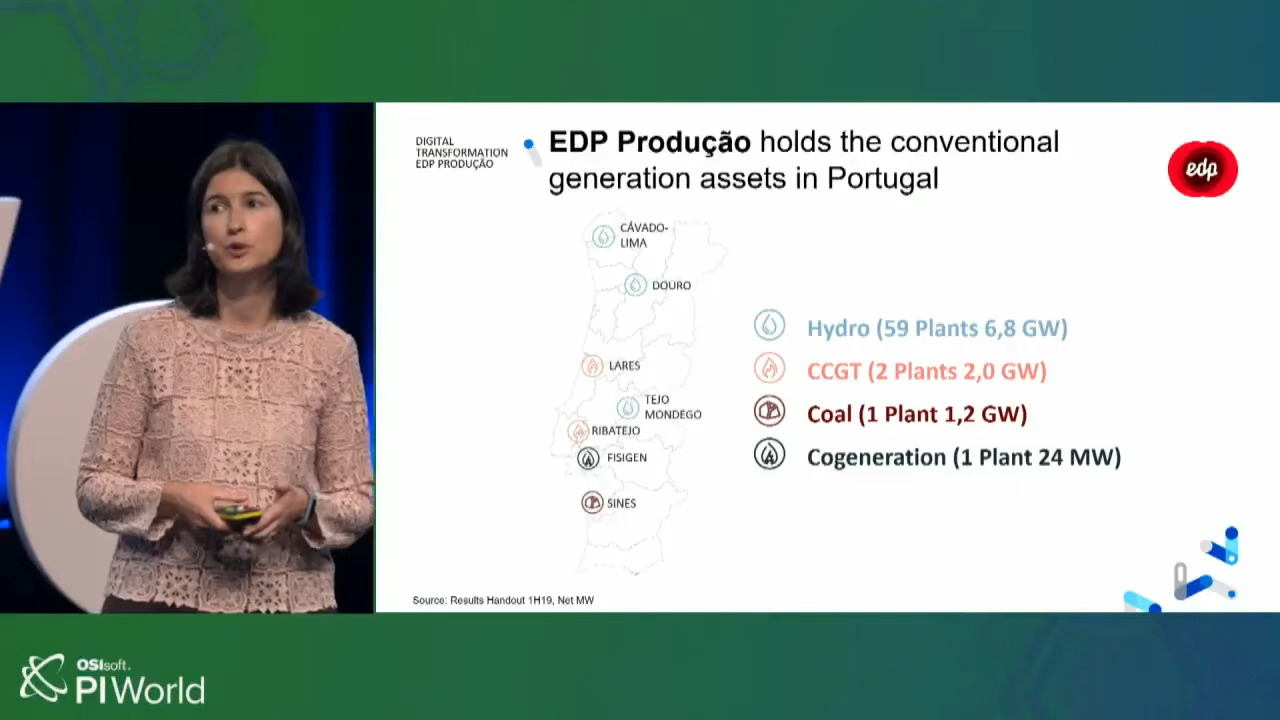 DIGITAL
TRANSFORMATION
EDP PRODUÇÃO
EDP Produção holds the conventional
generation assets in Portugal
edp
CÁVADO-
LIMA
DOURO
LARES
TEJO
MONDEGO
RIBATEJO
FISIGEN
SINES
Hydro (59 Plants 6,8 GW)
CCGT (2 Plants 2,0 GW)
Coal (1 Plant 1,2 GW)
Cogeneration (1 Plant 24 MW)
Source: Results Handout 1H19, Net MW
OSIsoft.
PI World